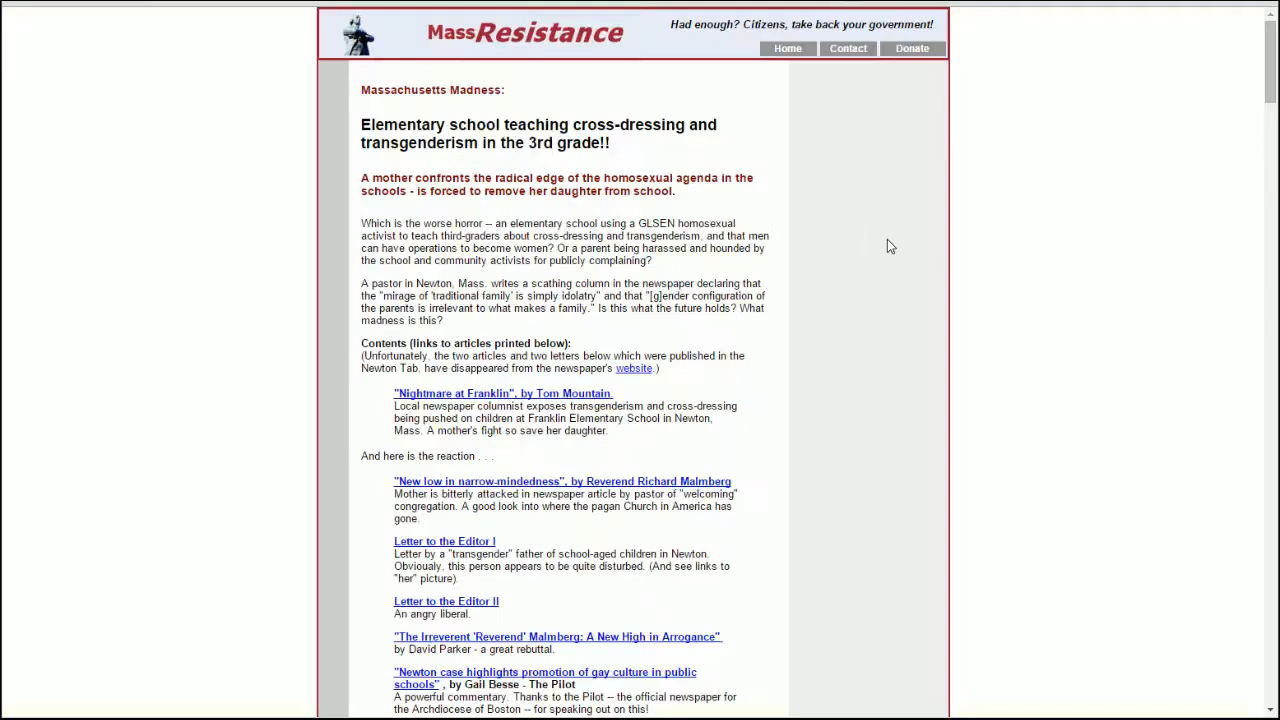 MassResistance
Had enough? Citizens, take back your government!
Home Contact Donate
Massachusetts Madness:
Elementary school teaching cross-dressing and
transgenderism in the 3rd grade!!
A mother confronts the radical edge of the homosexual agenda in the
schools - is forced to remove her daughter from school.
Which is the worse horror -- an elementary school using a GLSEN homosexual
activist to teach third-graders about cross-dressing and transgenderism, and that men
can have operations to become women? Or a parent being harassed and hounded by
the school and community activists for publicly complaining?
A pastor in Newton, Mass. writes a scathing column in the newspaper declaring that
the "mirage of 'traditional family' is simply idolatry" and that "[g]ender configuration of
the parents is irrelevant to what makes a family." Is this what the future holds? What
madness is this?
Contents (links to articles printed below):
(Unfortunately, the two articles and two letters below which were published in the
Newton Tab, have disappeared from the newspaper's website.)
"Nightmare at Franklin", by Tom Mountain.
Local newspaper columnist exposes transgenderism and cross-dressing
being pushed on children at Franklin Elementary School in Newton,
Mass. A mother's fight so save her daughter.
And here is the reaction . . .
"New low in narrow-mindedness", by Reverend Richard Malmberg
Mother is bitterly attacked in newspaper article by pastor of "welcoming"
congregation. A good look into where the pagan Church in America has
gone.
Letter to the Editor I
Letter by a "transgender" father of school-aged children in Newton.
Obvioualy, this person appears to be quite disturbed. (And see links to
"her" picture).
Letter to the Editor II
An angry liberal.
"The Irreverent 'Reverend' Malmberg: A New High in Arrogance"
by David Parker - a great rebuttal.
"Newton case highlights promotion of gay culture in public
schools" , by Gail Besse - The Pilot
A powerful commentary. Thanks to the Pilot -- the official newspaper for
the Archdiocese of Boston -- for speaking out on this!